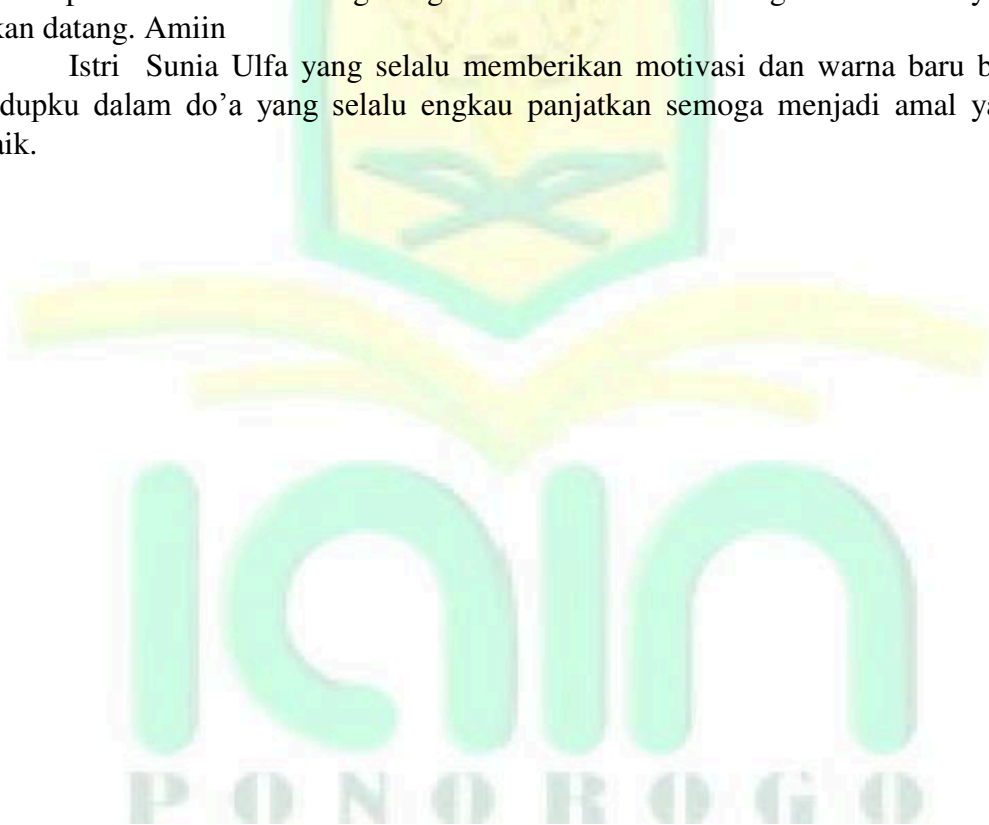 kan datang. Amiin
Istri Sunia Ulfa yang selalu memberikan motivasi dan warna baru b
dupku dalam do'a yang selalu engkau panjatkan semoga menjadi amal ya
aik.
IAIN
PONOROGO